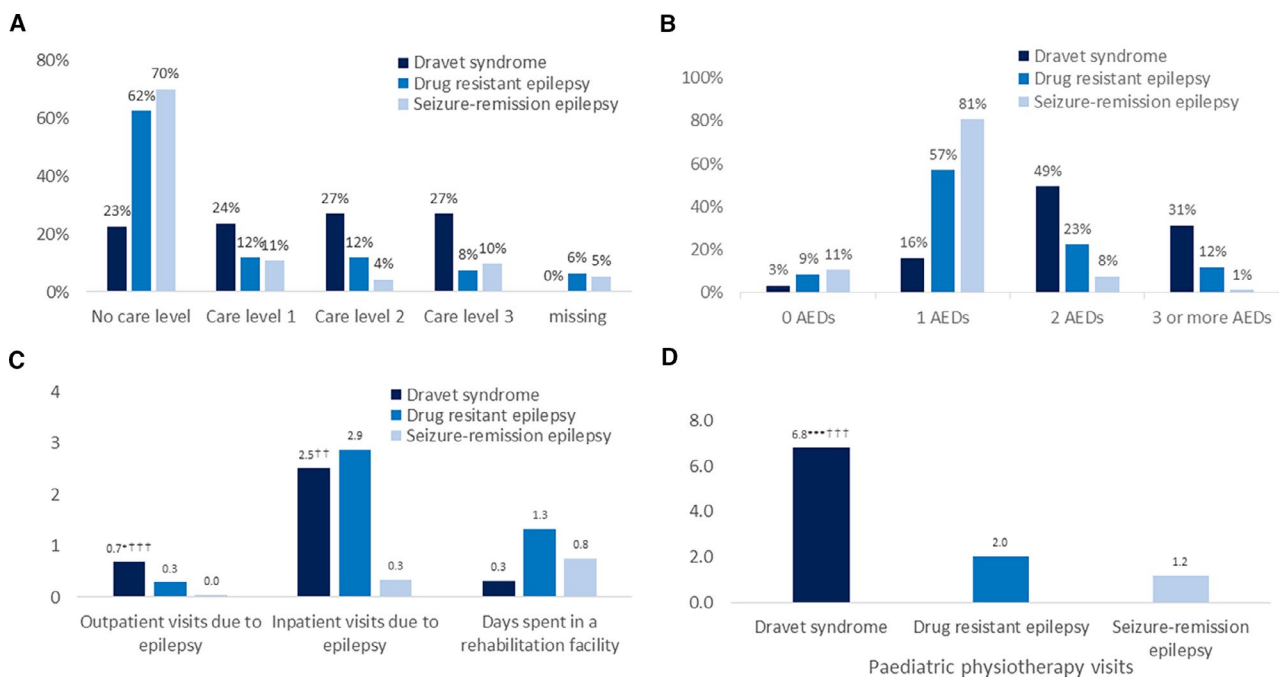 A
80%
60%
40%
20%
0%
Dravet syndrome
Drug resistant epilepsy
Seizure-remission epilepsy
23%
62%
70%
24%
12%
11%
27%
12%
4%
27%
8%
10%
0%
6%
5%
No care level
Care level 1
Care level 2
Care level 3
missing
B
100%
80%
60%
40%
20%
0%
Dravet syndrome
Drug resistant epilepsy
Seizure-remission epilepsy
3%
9%
11%
16%
57%
81%
49%
23%
8%
31%
12%
1%
0 AEDs
1 AEDs
2 AEDs
3 or more AEDs
C
4
3
2
1
0
Dravet syndrome
Drug resitant epilepsy
Seizure-remission epilepsy
0.7*†††
0.3
0.0
2.5††
2.9
0.3
0.3
1.3
0.8
Outpatient visits due to
epilepsy
Inpatient visits due to
epilepsy
Days spent in a
rehabilitation facility
D
8.0
6.0
4.0
2.0
0.0
6.8***†††
2.0
1.2
Dravet syndrome
Drug resistant epilepsy
Seizure-remission
epilepsy
Paediatric physiotherapy visits